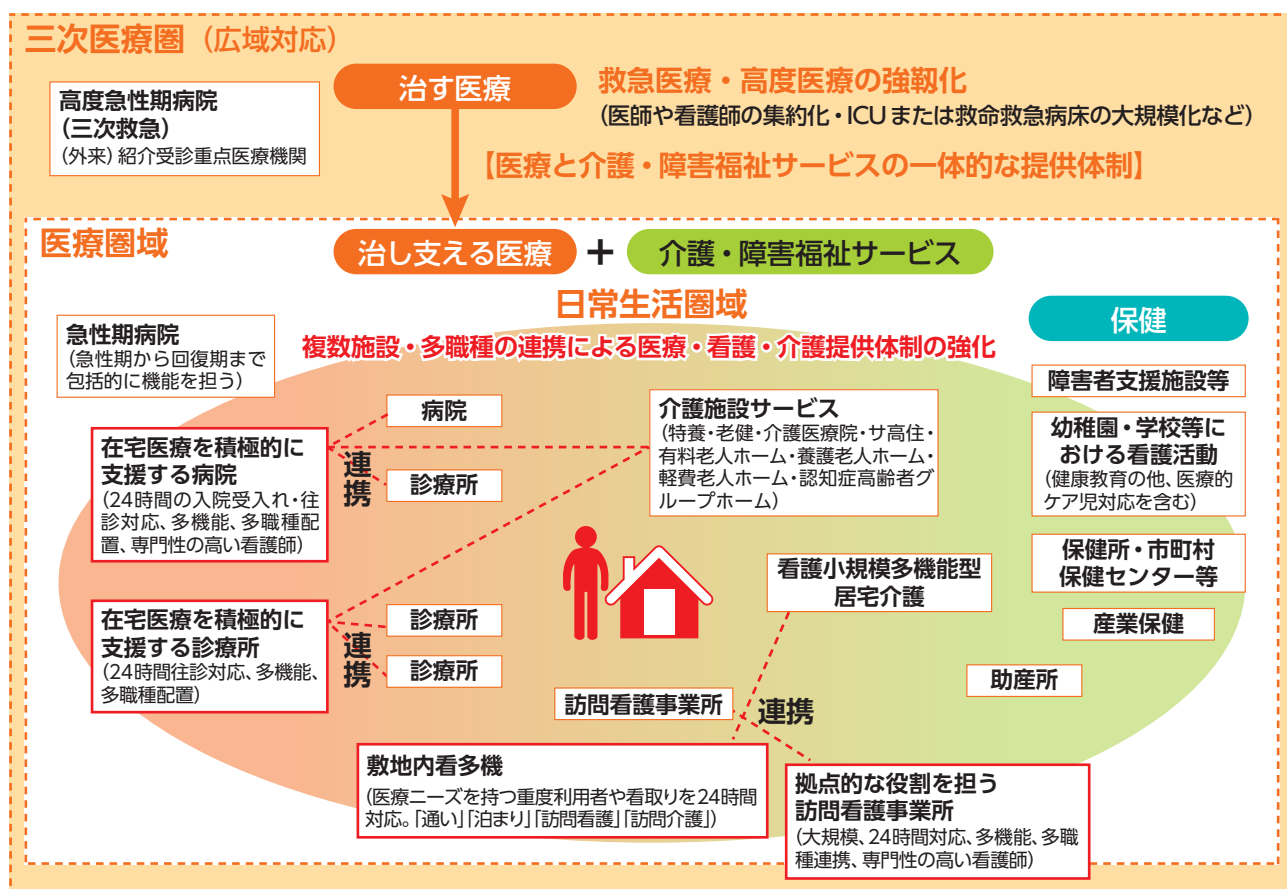 三次医療圏（広域対応）
高度急性期病院
（三次救急）
（外来）紹介受診重点医療機関
治す医療
救急医療・高度医療の強靱化
（医師や看護師の集約化・ICUまたは救命救急病床の大規模化など）
【医療と介護・障害福祉サービスの一体的な提供体制】
医療圏域
治し支える医療
＋
介護・障害福祉サービス
日常生活圏域
複数施設・多職種の連携による医療・看護・介護提供体制の強化
保健
急性期病院
（急性期から回復期まで
包括的に機能を担う）
在宅医療を積極的に
支援する病院
（24時間の入院受入れ・往
診対応、多機能、多職種配
置、専門性の高い看護師）
連携
病院
診療所
介護施設サービス
（特養・老健・介護医療院・サ高住・
有料老人ホーム・養護老人ホーム・
軽費老人ホーム・認知症高齢者グ
ループホーム）
障害者支援施設等
幼稚園・学校等に
おける看護活動
（健康教育の他、医療的
ケア児対応を含む）
保健所・市町村
保健センター等
産業保健
助産所
看護小規模多機能型
居宅介護
在宅医療を積極的に
支援する診療所
（24時間往診対応、多機能、
多職種配置）
連携
診療所
診療所
訪問看護事業所
連携
敷地内看多機
（医療ニーズを持つ重度利用者や看取りを24時間
対応。「通い」「泊まり」「訪問看護」「訪問介護」）
拠点的な役割を担う
訪問看護事業所
（大規模、24時間対応、多機能、多職
種連携、専門性の高い看護師）